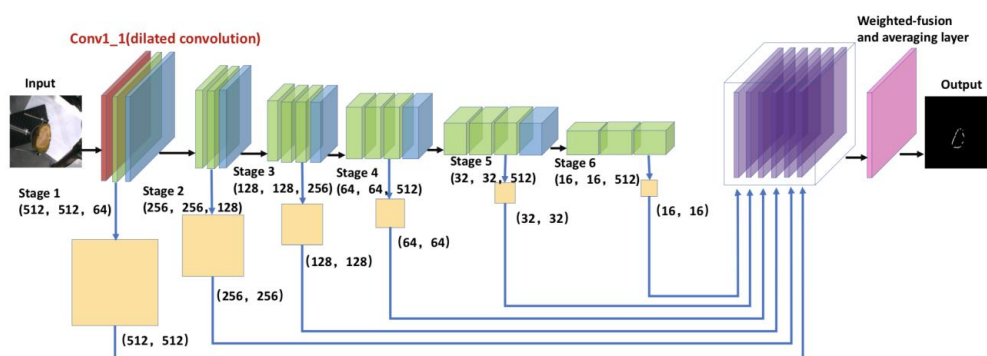 Conv1_1(dilated convolution)
Weighted-fusion
and averaging layer
Input
Output
Stage 1
(512, 512, 64)
Stage 2
(256, 256, 128)
Stage 3
(128, 128, 256)
Stage 4
(64, 64, 512)
Stage 5
(32, 32, 512)
Stage 6
(16, 16, 512)
(512, 512)
(256, 256)
(128, 128)
(64, 64)
(32, 32)
(16, 16)